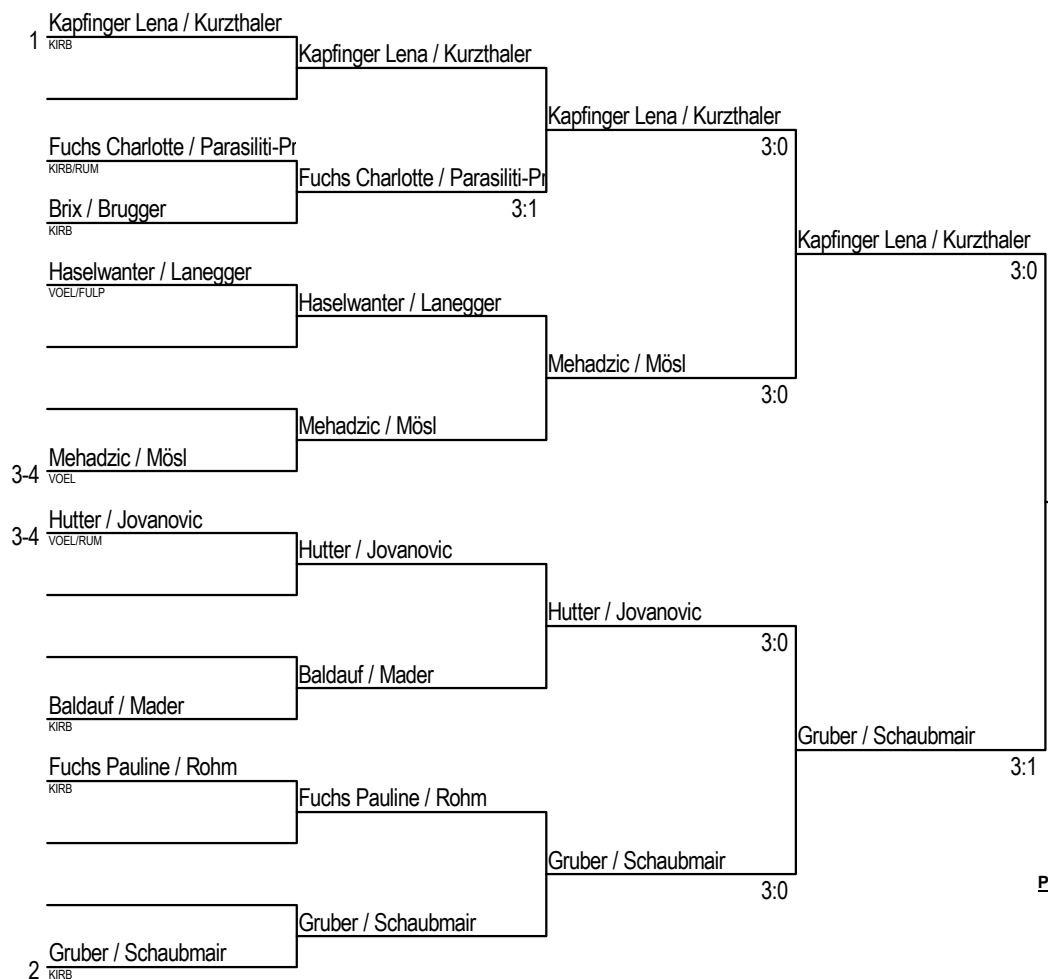 Kapfinger Lena / Kurzthaler
1 KIRB
Kapfinger Lena / Kurzthaler
Kapfinger Lena / Kurzthaler
3:0
Fuchs Charlotte / Parasiliti-Pr
KIRB/RUM
Fuchs Charlotte / Parasiliti-Pr
3:1
Brix / Brugger
KIRB
Kapfinger Lena / Kurzthaler
3:0
Haselwanter / Lanegger
VOEL/FULP
Haselwanter / Lanegger
Mehadzic / Mösl
3:0
Mehadzic / Mösl
Mehadzic / Mösl
3-4 VOEL
Hutter / Jovanovic
3-4 VOEL/RUM
Hutter / Jovanovic
Hutter / Jovanovic
3:0
Baldauf / Mader
Baldauf / Mader
KIRB
Gruber / Schaubmair
3:1
Fuchs Pauline / Rohm
KIRB
Fuchs Pauline / Rohm
Gruber / Schaubmair
3:0
P
Gruber / Schaubmair
Gruber / Schaubmair
2 KIRB